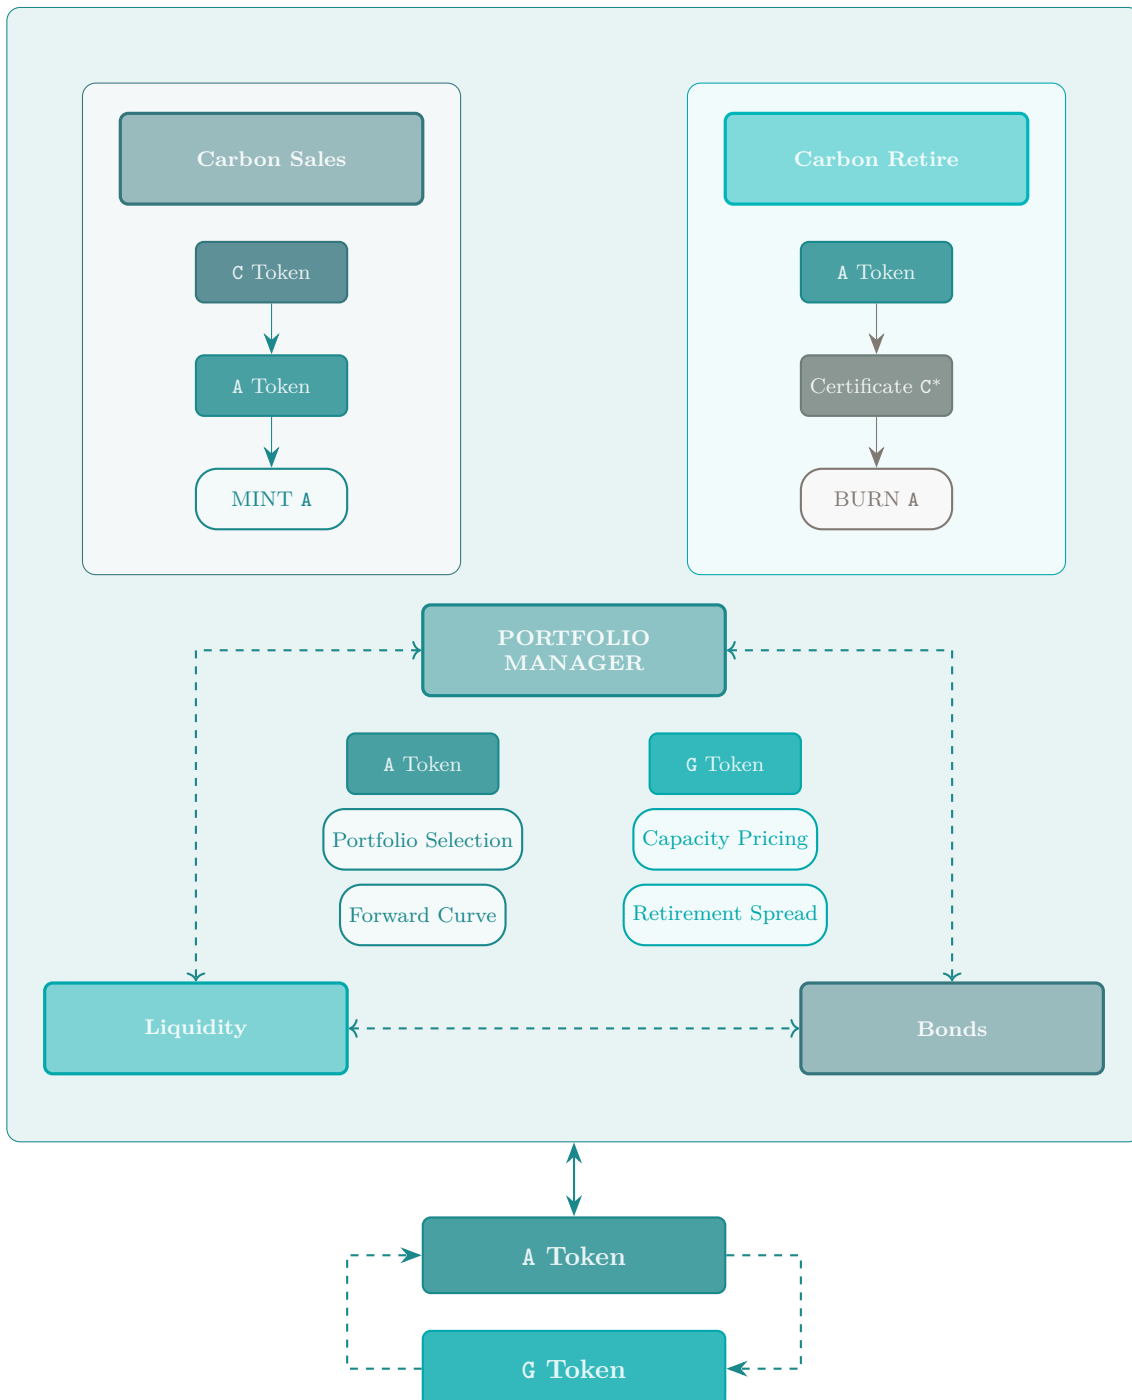 Carbon Sales
Carbon Retire
C Token
A Token
A Token
Certificate C*
MINT A
BURN A
PORTFOLIO
MANAGER
A Token
G Token
Portfolio Selection
Capacity Pricing
Forward Curve
Retirement Spread
Liquidity
Bonds
A Token
G Token